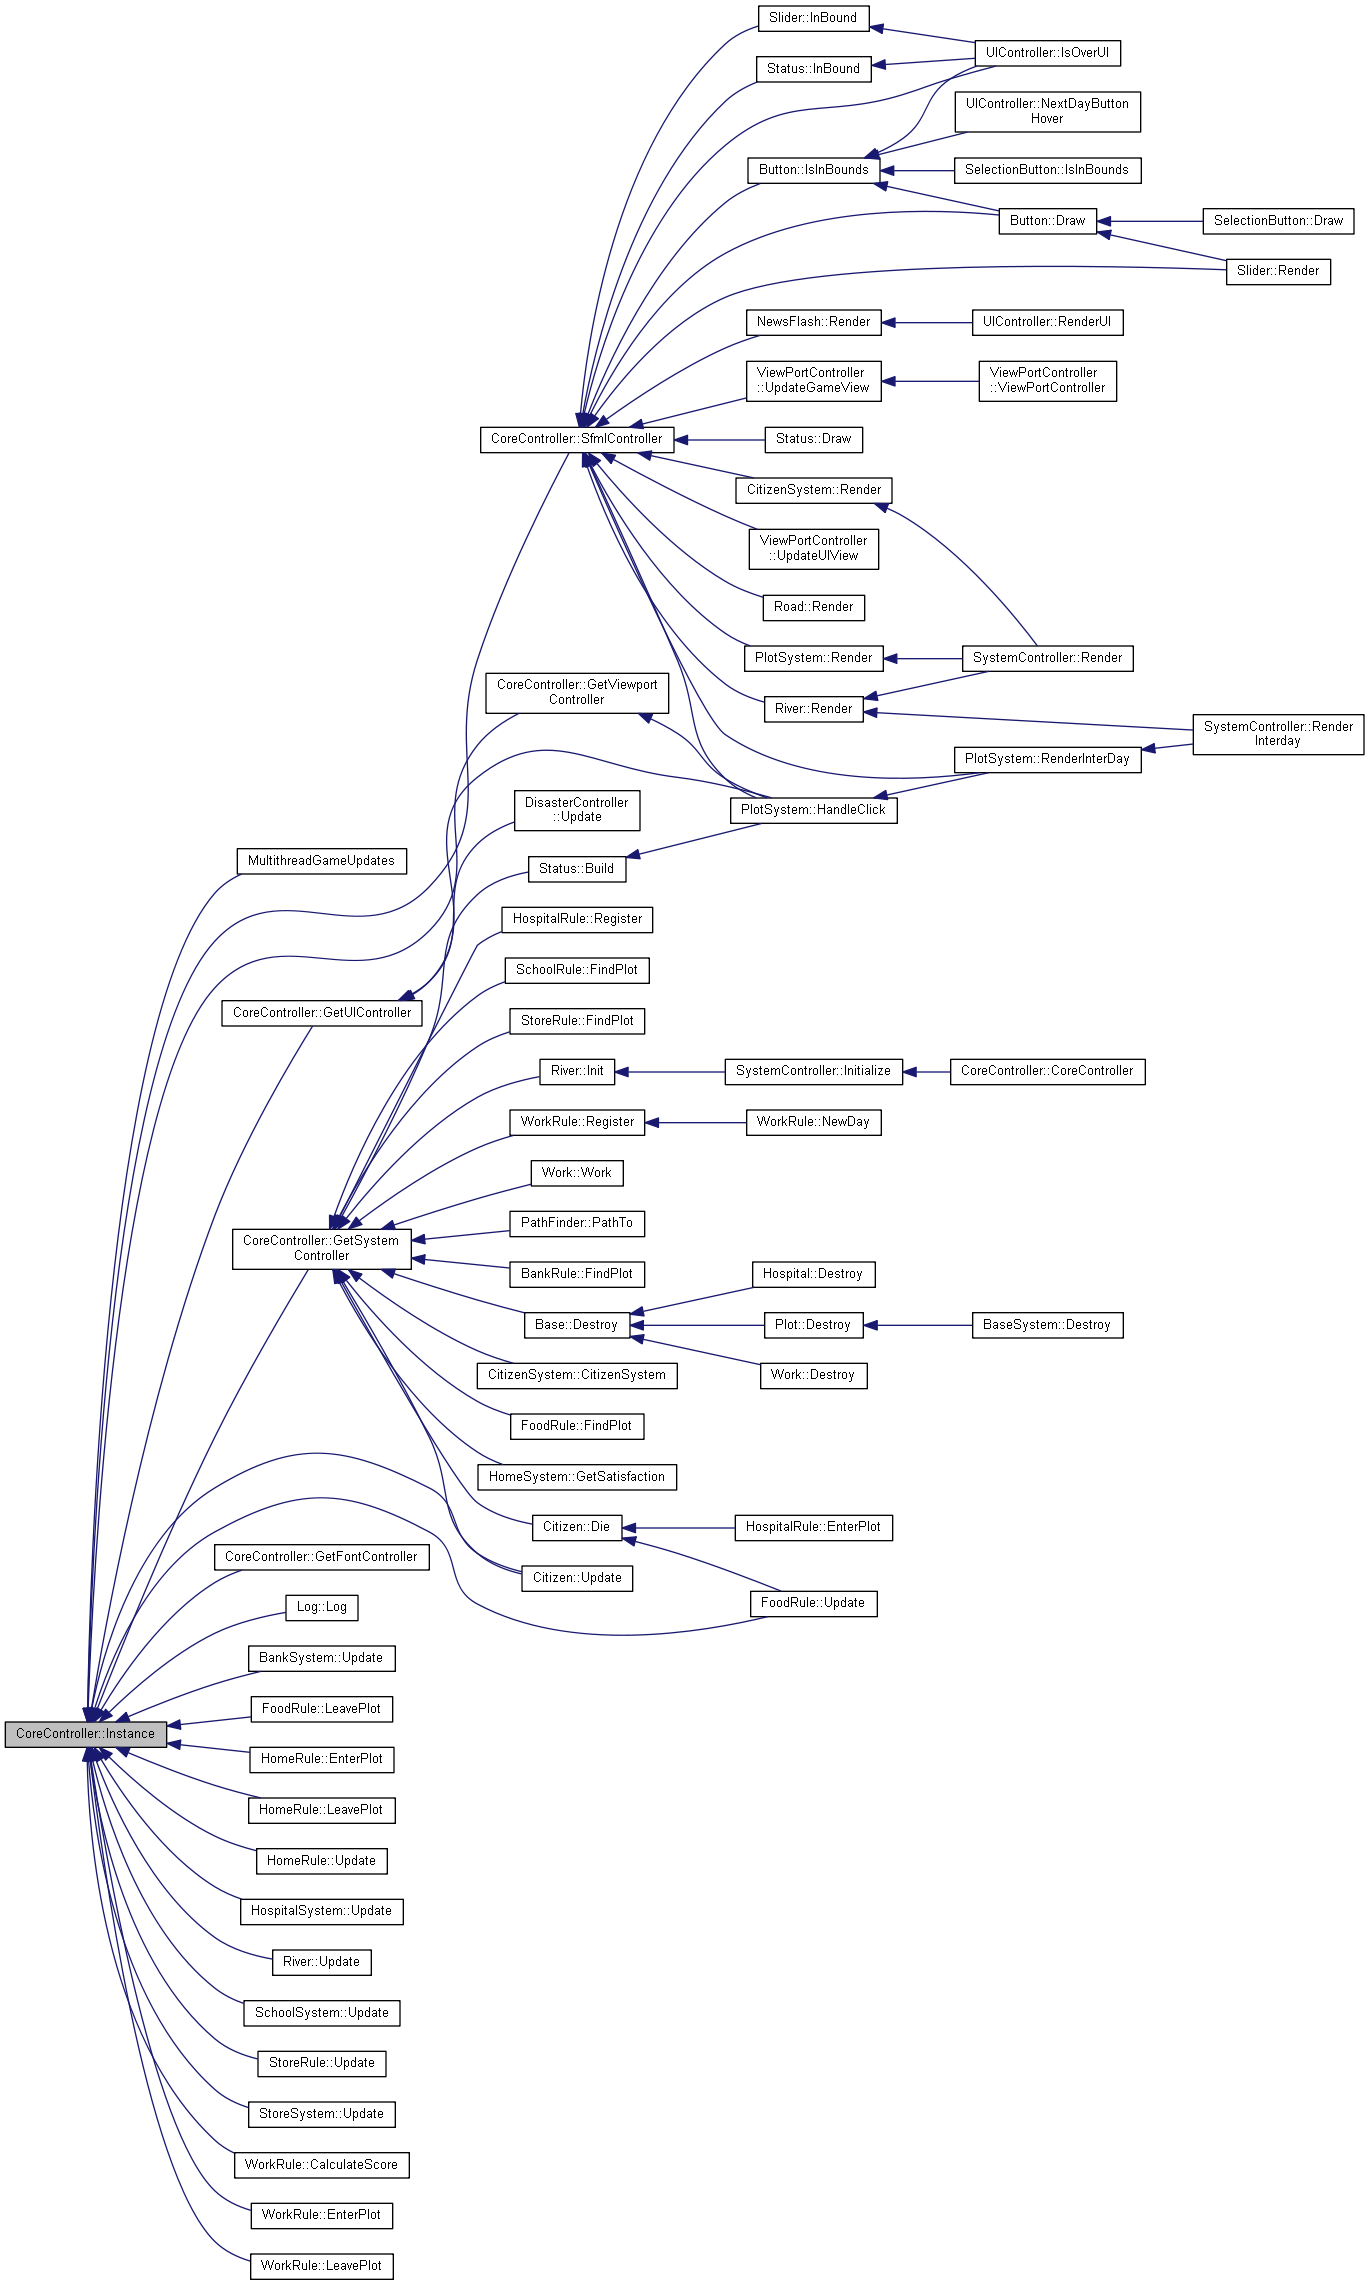 Slider::InBound
UIController::IsOverUI
Status::InBound
UIController::NextDayButton
Hover
Button::IsInBounds
SelectionButton::IsInBounds
Button::Draw
SelectionButton::Draw
Slider::Render
NewsFlash::Render
UIController::RenderUI
ViewPortController
::UpdateGameView
ViewPortController
::ViewPortController
CoreController::SfmlController
Status::Draw
CitizenSystem::Render
ViewPortController
::UpdateUIView
Road::Render
PlotSystem::Render
SystemController::Render
CoreController::GetViewport
Controller
River::Render
SystemController::Render
Interday
PlotSystem::RenderInterDay
DisasterController
::Update
PlotSystem::HandleClick
MultithreadGameUpdates
Status::Build
HospitalRule::Register
SchoolRule::FindPlot
CoreController::GetUIController
StoreRule::FindPlot
River::Init
SystemController::Initialize
CoreController::CoreController
WorkRule::Register
WorkRule::NewDay
Work::Work
PathFinder::PathTo
CoreController::GetSystem
Controller
BankRule::FindPlot
Hospital::Destroy
Base::Destroy
Plot::Destroy
BaseSystem::Destroy
CitizenSystem::CitizenSystem
Work::Destroy
FoodRule::FindPlot
HomeSystem::GetSatisfaction
Citizen::Die
HospitalRule::EnterPlot
CoreController::GetFontController
Citizen::Update
FoodRule::Update
Log::Log
BankSystem::Update
FoodRule::LeavePlot
CoreController::Instance
HomeRule::EnterPlot
HomeRule::LeavePlot
HomeRule::Update
HospitalSystem::Update
River::Update
SchoolSystem::Update
StoreRule::Update
StoreSystem::Update
WorkRule::CalculateScore
WorkRule::EnterPlot
WorkRule::LeavePlot